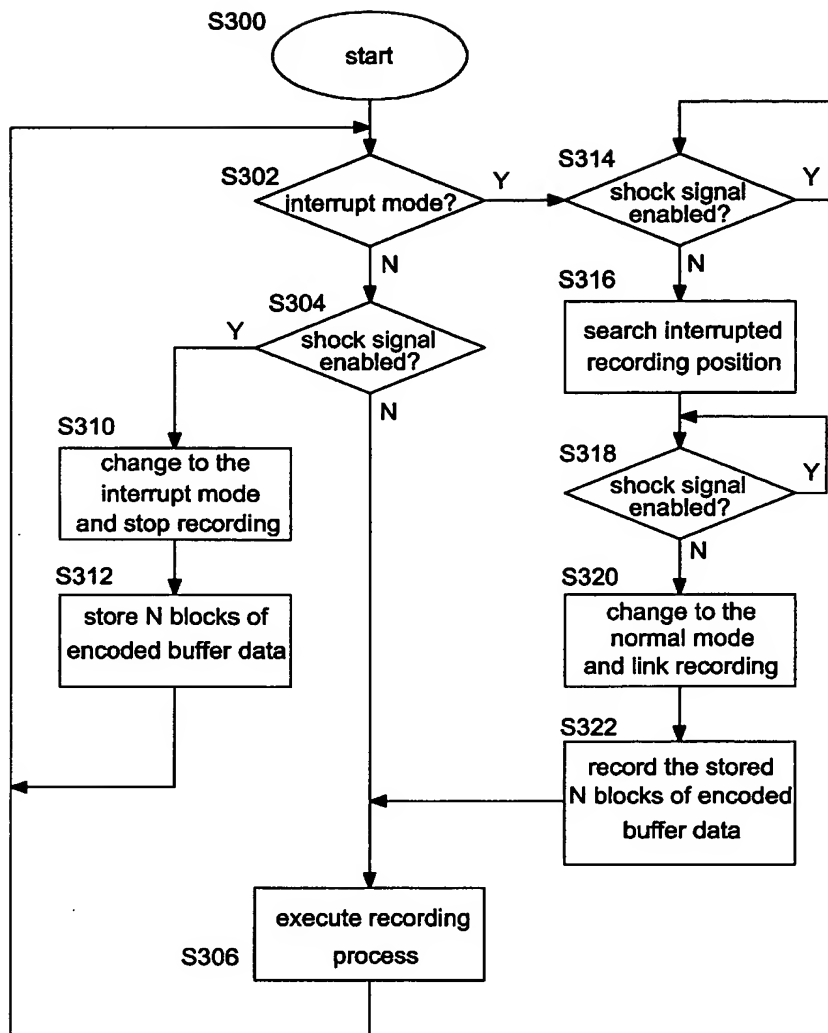 S300
start
S302
interrupt mode?
Y
N
S314
shock signal
enabled?
Y
N
S304
shock signal
enabled?
Y
N
S316
search interrupted
recording position
S310
change to the
interrupt mode
and stop recording
S318
shock signal
enabled?
Y
N
S312
store N blocks of
encoded buffer data
S320
change to the
normal mode
and link recording
S322
record the stored
N blocks of encoded
buffer data
execute recording
process
S306